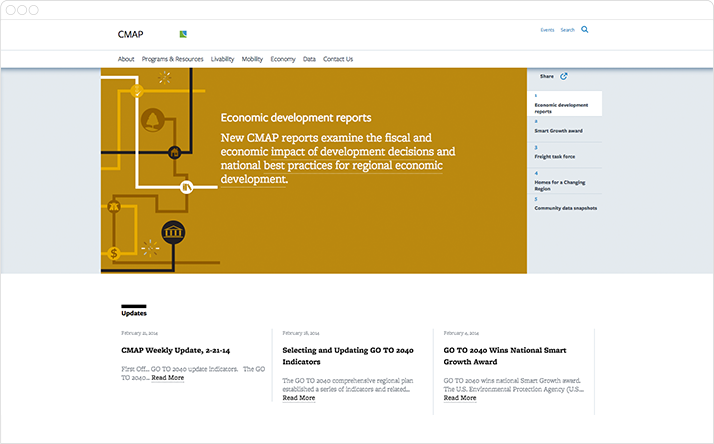 CMAP
Events Search
About Programs & Resources Livability Mobility Economy Data Contact Us
Economic development reports
New CMAP reports examine the fiscal and
economic impact of development decisions and
national best practices for regional economic
development.
$
Share
1
Economic development
reports
2
Smart Growth award
3
Freight task force
4
Homes for a Changing
Region
5
Community data snapshots
Updates
February 21, 2014
CMAP Weekly Update, 2-21-14
First Off... GO TO 2040 update indicators. The GO
TO 2040... Read More
February 18, 2014
Selecting and Updating GO TO 2040
Indicators
The GO TO 2040 comprehensive regional plan
established a series of indicators and related...
Read More
February 11, 2014
GO TO 2040 Wins National Smart
Growth Award
GO TO 2040 wins national Smart Growth award.
The U.S. Environmental Protection Agency (U.S....
Read More